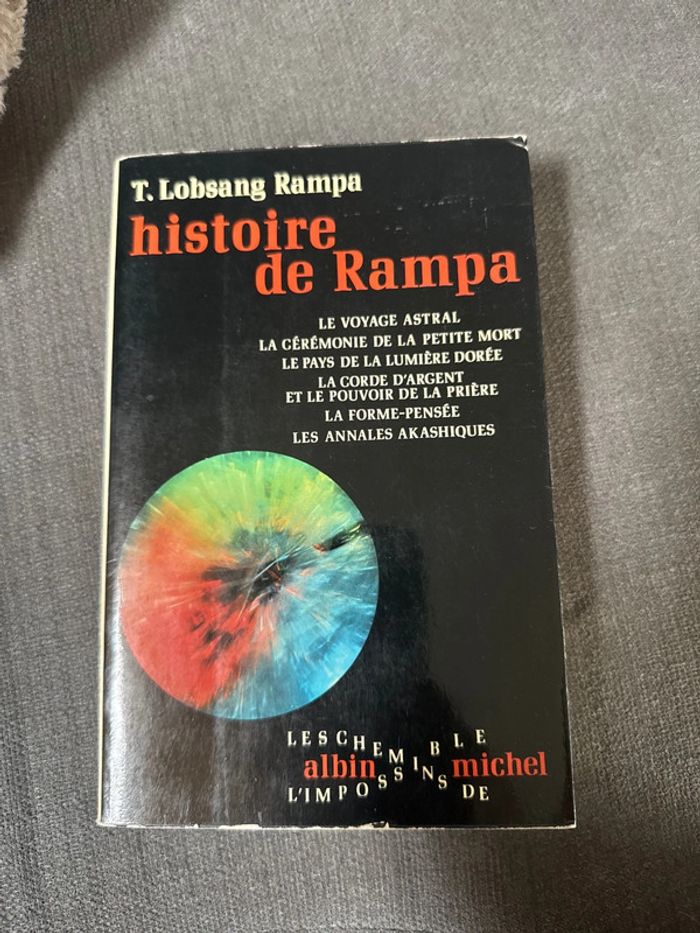 T. Lobsang Rampa
histoire
de Rampa
LE VOYAGE ASTRAL
LA CÉRÉMONIE DE LA PETITE MORT
LE PAYS DE LA LUMIÈRE DORÉE
LA CORDE D'ARGENT
ET LE POUVOIR DE LA PRIÈRE
LA FORME-PENSÉE
LES ANNALES AKASHIQUES
LES CHEMINS DE
L'IMPOSSIBLE
albin michel